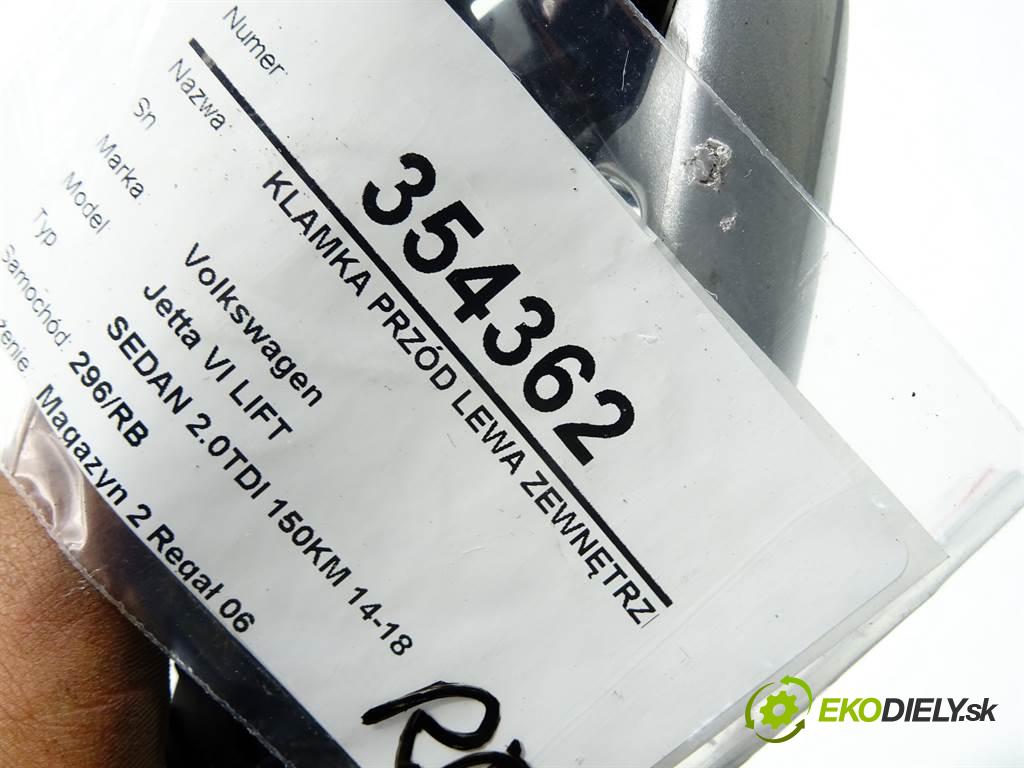 Numer: 354362
Nazwa: KLAMKA PRZÓD LEWA ZEWNĘTRZ
Sn
Marka: Volkswagen
Model: Jetta VI LIFT
Typ SEDAN 2.0TDI 150KM 14-18
Samochód: 296/RB
żenie: Magazyn 2 Regał 06
EKODIELY.sk